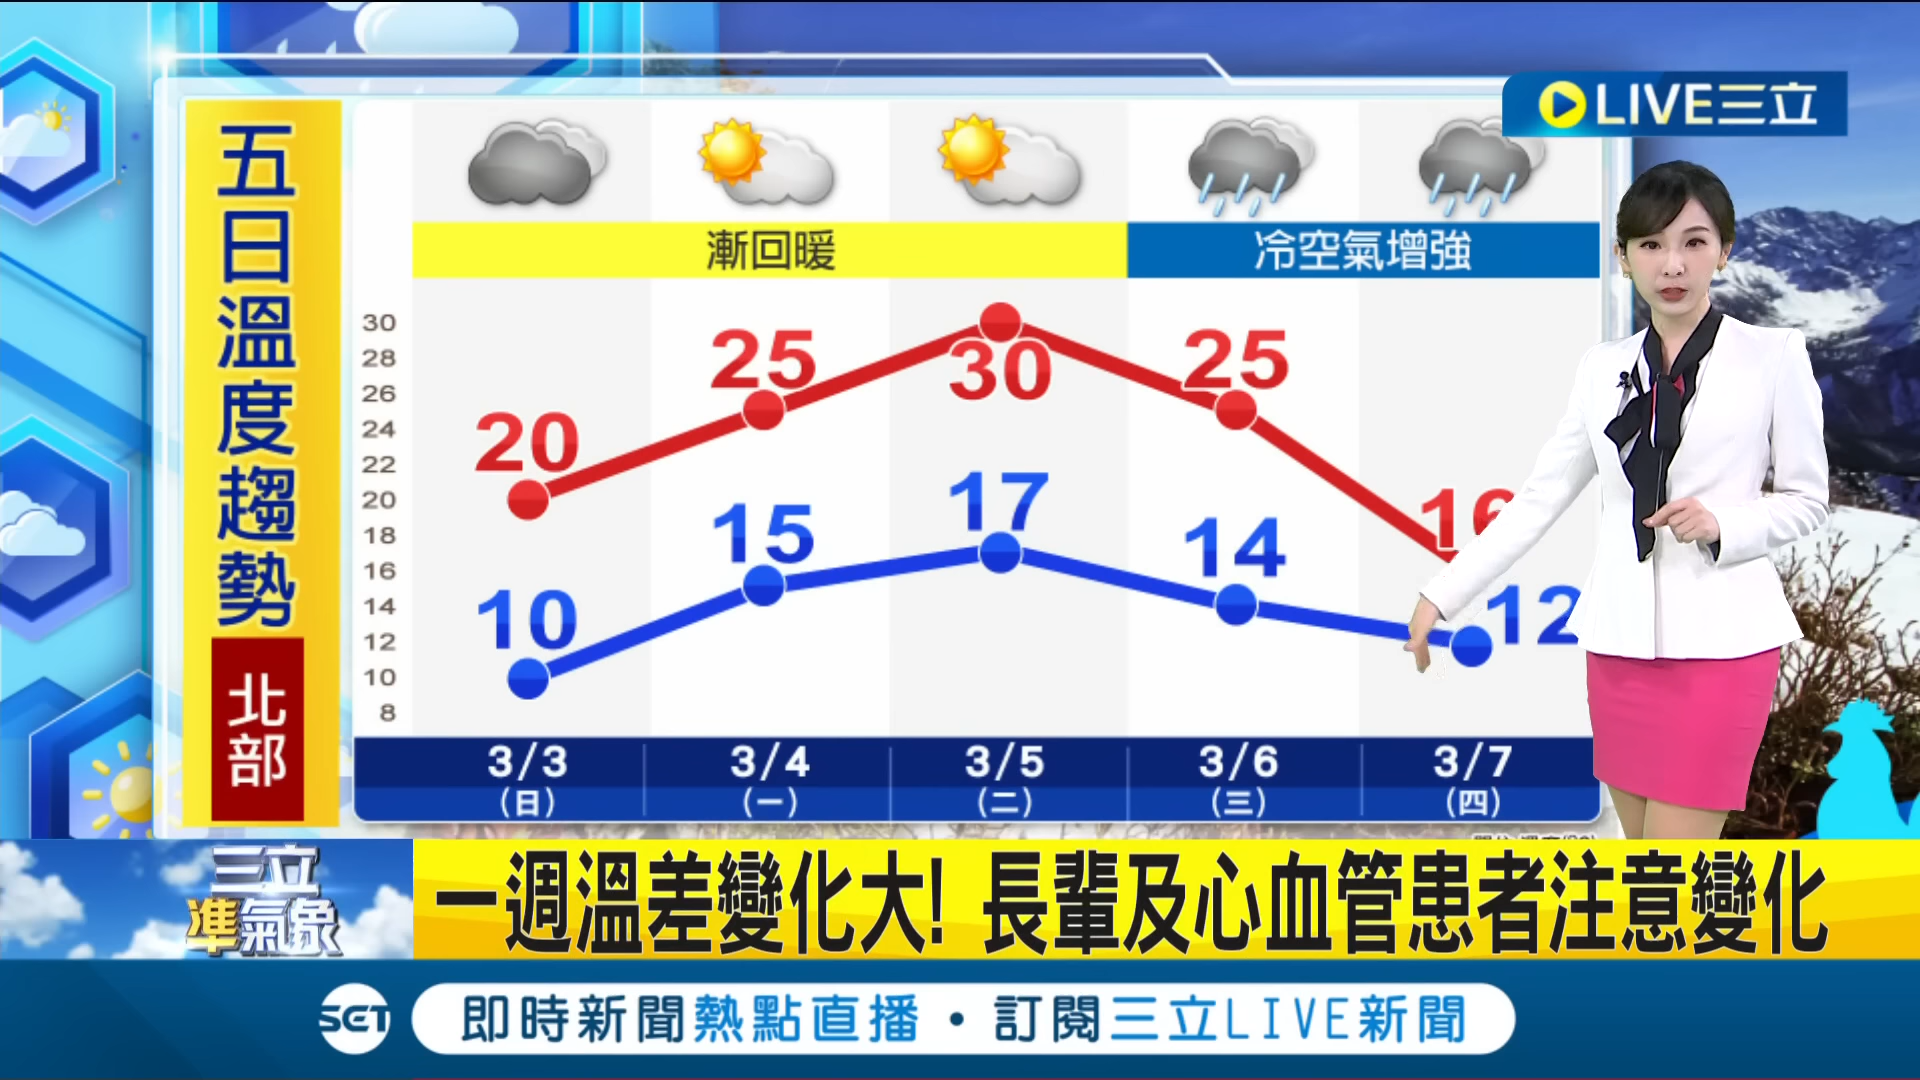 LIVE三立
五日溫度趨勢
北部
漸回暖
冷空氣增強
30
28
26
24
22
20
18
16
14
12
10
8
20
25
30
25
16
10
15
17
14
12
3/3
(日)
3/4
(一)
3/5
(二)
3/6
(三)
3/7
(四)
三立
準氣象
一週溫差變化大! 長輩及心血管患者注意變化
SET
即時新聞熱點直播・訂閱三立LIVE新聞